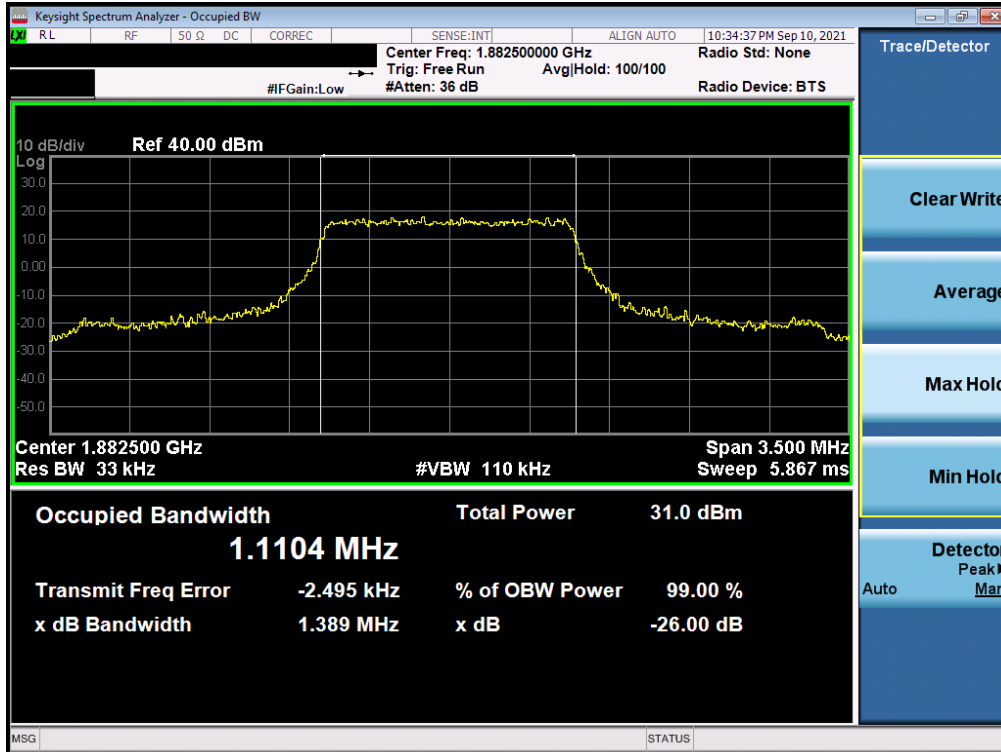 Keysight Spectrum Analyzer - Occupied BW
LXI RL RF 50 Ω DC CORREC SENSE:INT ALIGN AUTO 10:34:37 PM Sep 10, 2021
Center Freq: 1.882500000 GHz Radio Std: None
Trig: Free Run Avg|Hold: 100/100
#IFGain:Low #Atten: 36 dB Radio Device: BTS
Trace/Detector
10 dB/div Ref 40.00 dBm
Log
30.0
20.0
10.0
0.00
-10.0
-20.0
-30.0
-40.0
-50.0
Center 1.882500 GHz Span 3.500 MHz
Res BW 33 kHz #VBW 110 kHz Sweep 5.867 ms
Occupied Bandwidth Total Power 31.0 dBm
1.1104 MHz
Transmit Freq Error -2.495 kHz % of OBW Power 99.00 %
x dB Bandwidth 1.389 MHz x dB -26.00 dB
Clear Write
Average
Max Hold
Min Hold
Detector
Peak
Auto Man
MSG STATUS